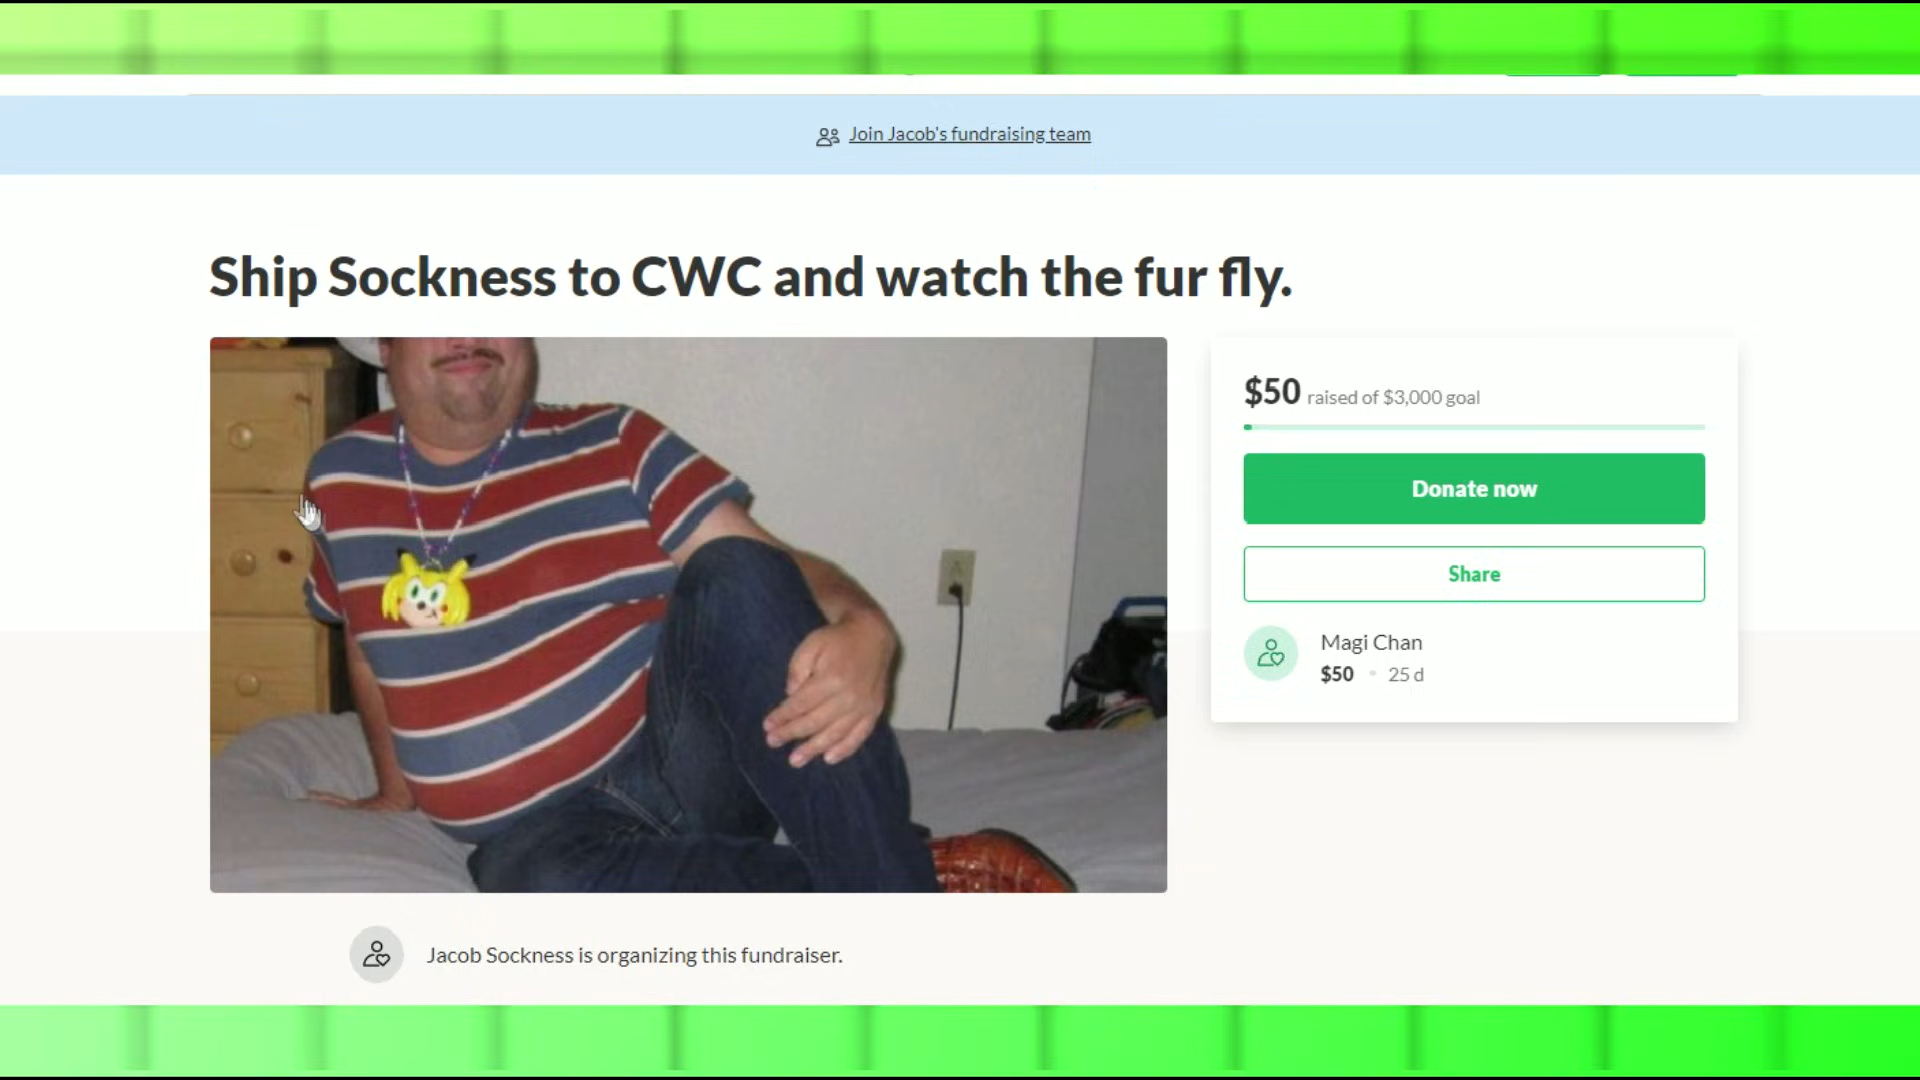 Join Jacob's fundraising team
Ship Sockness to CWC and watch the fur fly.
$50 raised of $3,000 goal
Donate now
Share
Magi Chan
$50 • 25 d
Jacob Sockness is organizing this fundraiser.